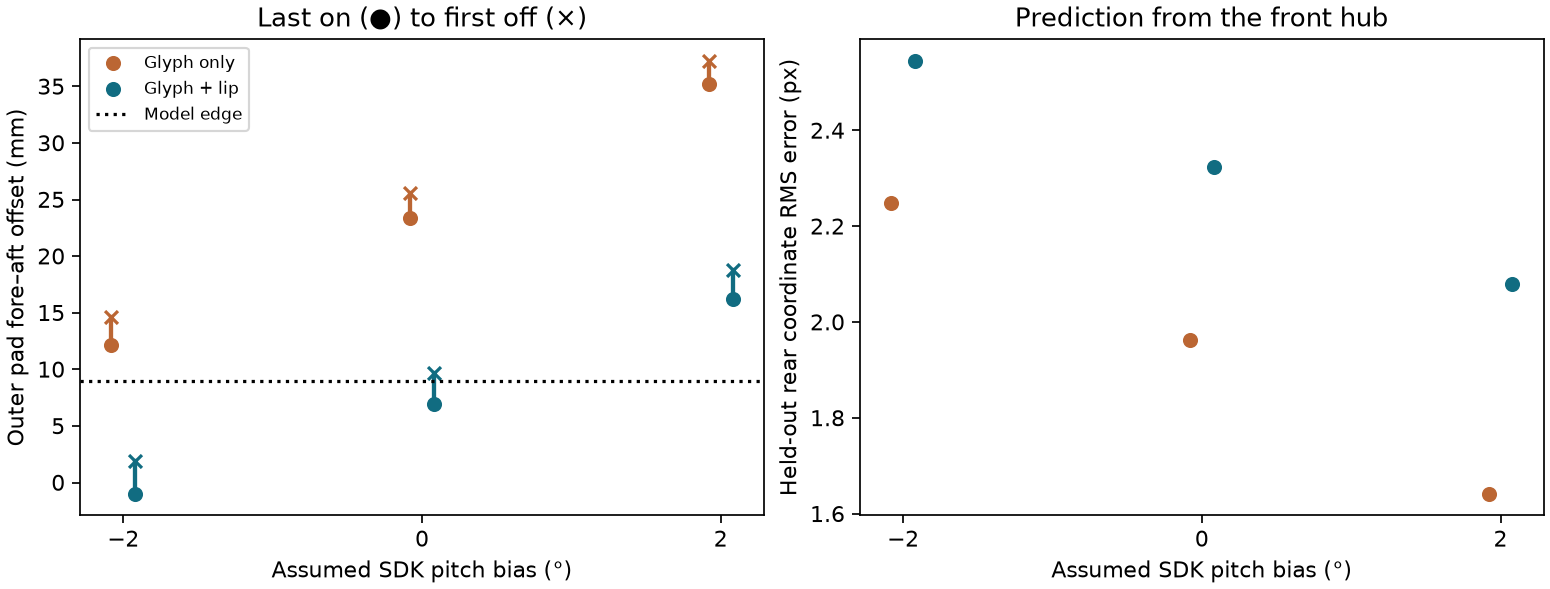 Last on (●) to first off (×)
Glyph only
Glyph + lip
Model edge
35
30
25
20
15
10
5
0
−2
0
2
Outer pad fore–aft offset (mm)
Assumed SDK pitch bias (°)
Prediction from the front hub
2.4
2.2
2.0
1.8
1.6
−2
0
2
Held-out rear coordinate RMS error (px)
Assumed SDK pitch bias (°)